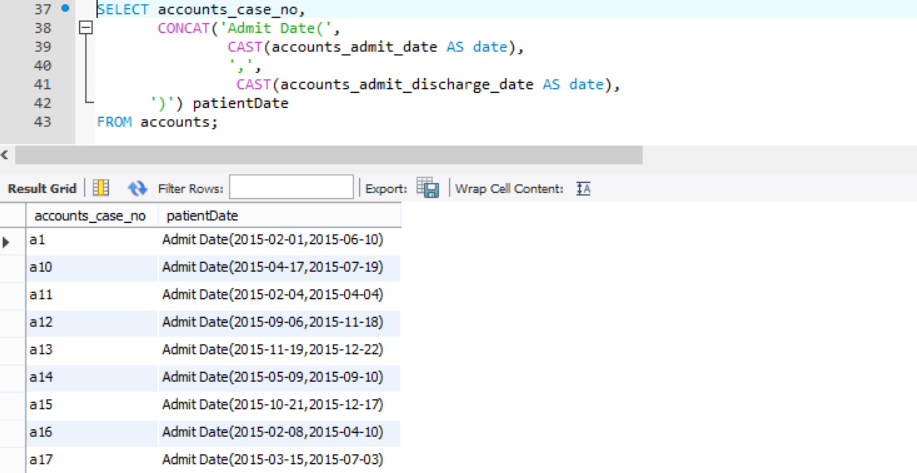 37 SELECT accounts_case_no,
38 CONCAT('Admit Date(',
39 CAST(accounts_admit_date AS date),
40 ',',
41 CAST(accounts_admit_discharge_date AS date),
42 ')') patientDate
43 FROM accounts;
Result Grid Filter Rows: Export: Wrap Cell Content: IA
accounts_case_no patientDate
a1 Admit Date(2015-02-01,2015-06-10)
a10 Admit Date(2015-04-17,2015-07-19)
a11 Admit Date(2015-02-04,2015-04-04)
a12 Admit Date(2015-09-06,2015-11-18)
a13 Admit Date(2015-11-19,2015-12-22)
a14 Admit Date(2015-05-09,2015-09-10)
a15 Admit Date(2015-10-21,2015-12-17)
a16 Admit Date(2015-02-08,2015-04-10)
a17 Admit Date(2015-03-15,2015-07-03)